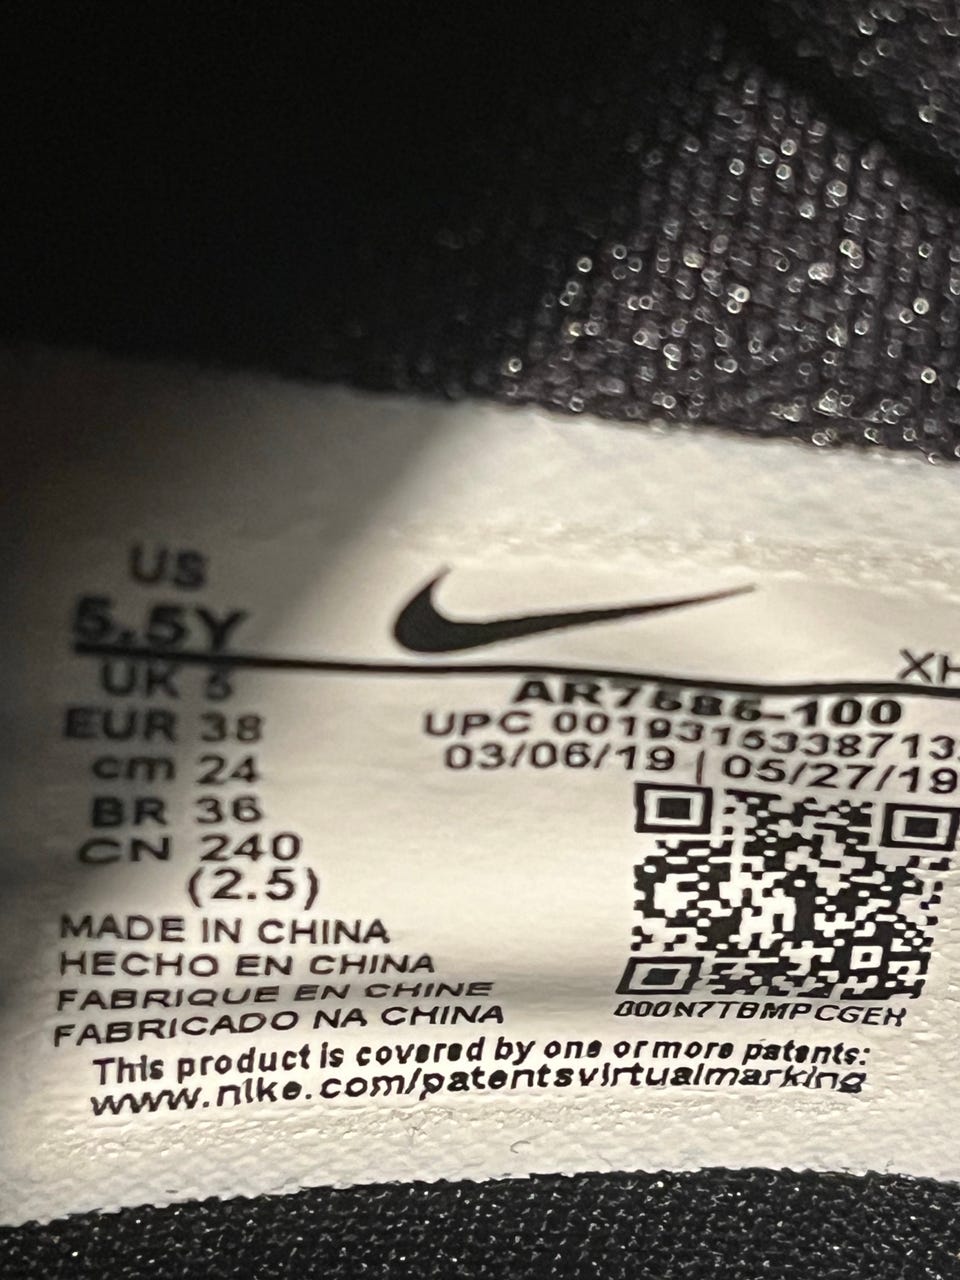 US
5.5Y
UK 5
EUR 38
cm 24
BR 36
CN 240
(2.5)
XH
AR7686-100
UPC 0019315338713
03/06/19 | 05/27/19
000N7TBMPCGEH
MADE IN CHINA
HECHO EN CHINA
FABRIQUE EN CHINE
FABRICADO NA CHINA
This product is covered by one or more patents:
www.nike.com/patentsvirtualmarking